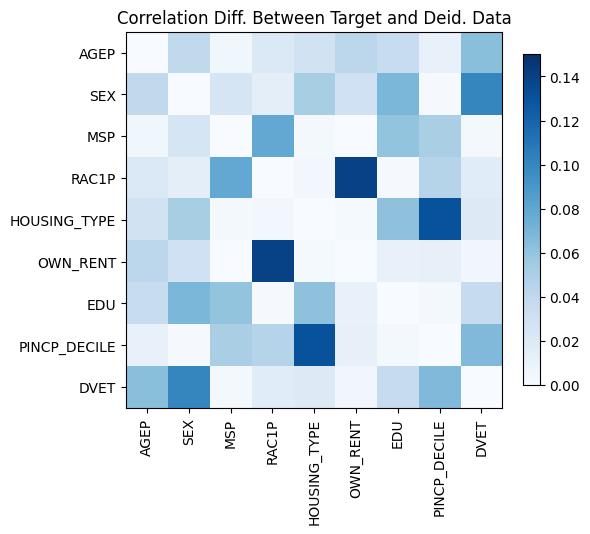 Correlation Diff. Between Target and Deid. Data
AGEP
SEX
MSP
RAC1P
HOUSING_TYPE
OWN_RENT
EDU
PINCP_DECILE
DVET
AGEP
SEX
MSP
RAC1P
HOUSING_TYPE
OWN_RENT
EDU
PINCP_DECILE
DVET
0.14
0.12
0.10
0.08
0.06
0.04
0.02
0.00